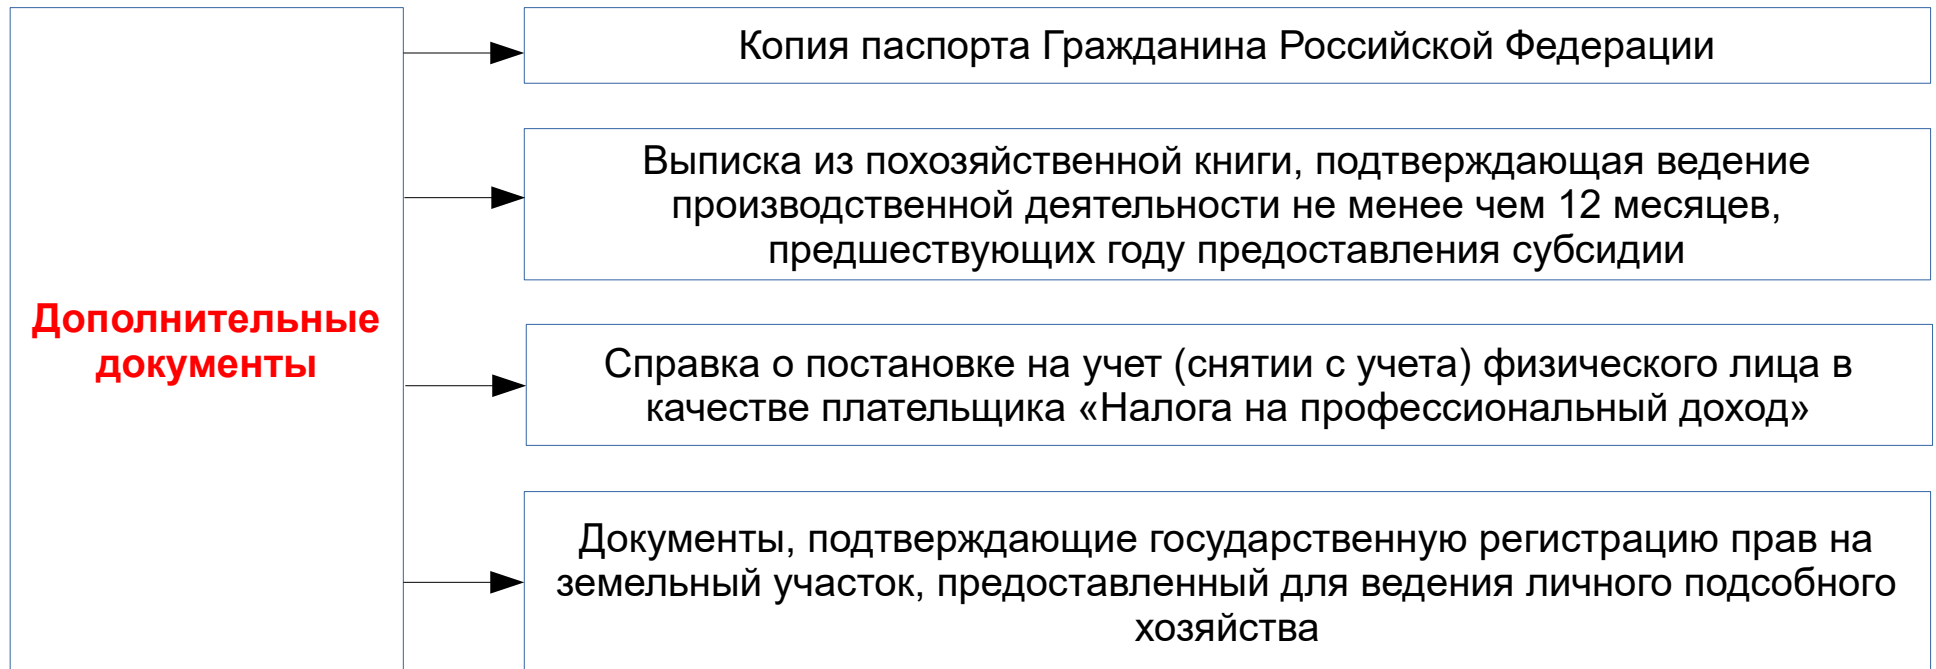 Дополнительные
документы
Копия паспорта Гражданина Российской Федерации
Выписка из похозяйственной книги, подтверждающая ведение
производственной деятельности не менее чем 12 месяцев,
предшествующих году предоставления субсидии
Справка о постановке на учет (снятии с учета) физического лица в
качестве плательщика «Налога на профессиональный доход»
Документы, подтверждающие государственную регистрацию прав на
земельный участок, предоставленный для ведения личного подсобного
хозяйства